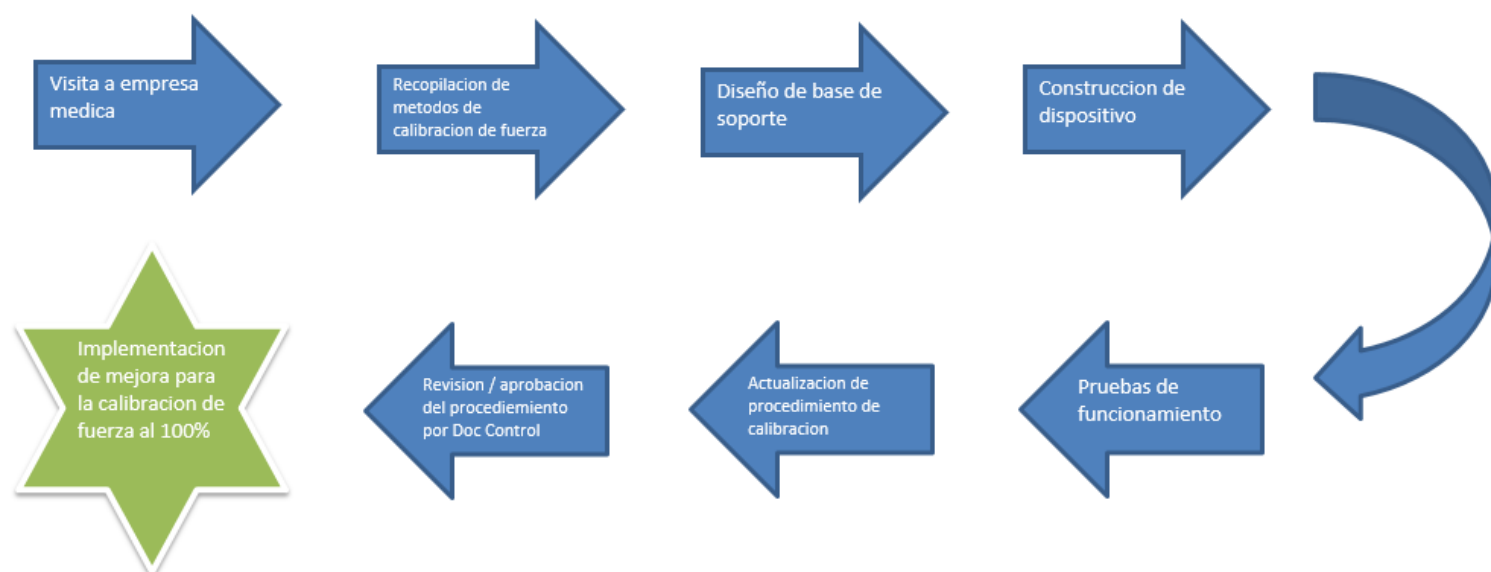 Visita a empresa
medica
Recopilacion de
metodos de
calibracion de fuerza
Diseño de base de
soporte
Construccion de
dispositivo
Pruebas de
funcionamiento
Actualizacion de
procedimiento de
calibracion
Revision / aprobacion
del procediemiento
por Doc Control
Implementacion
de mejora para
la calibracion de
fuerza al 100%